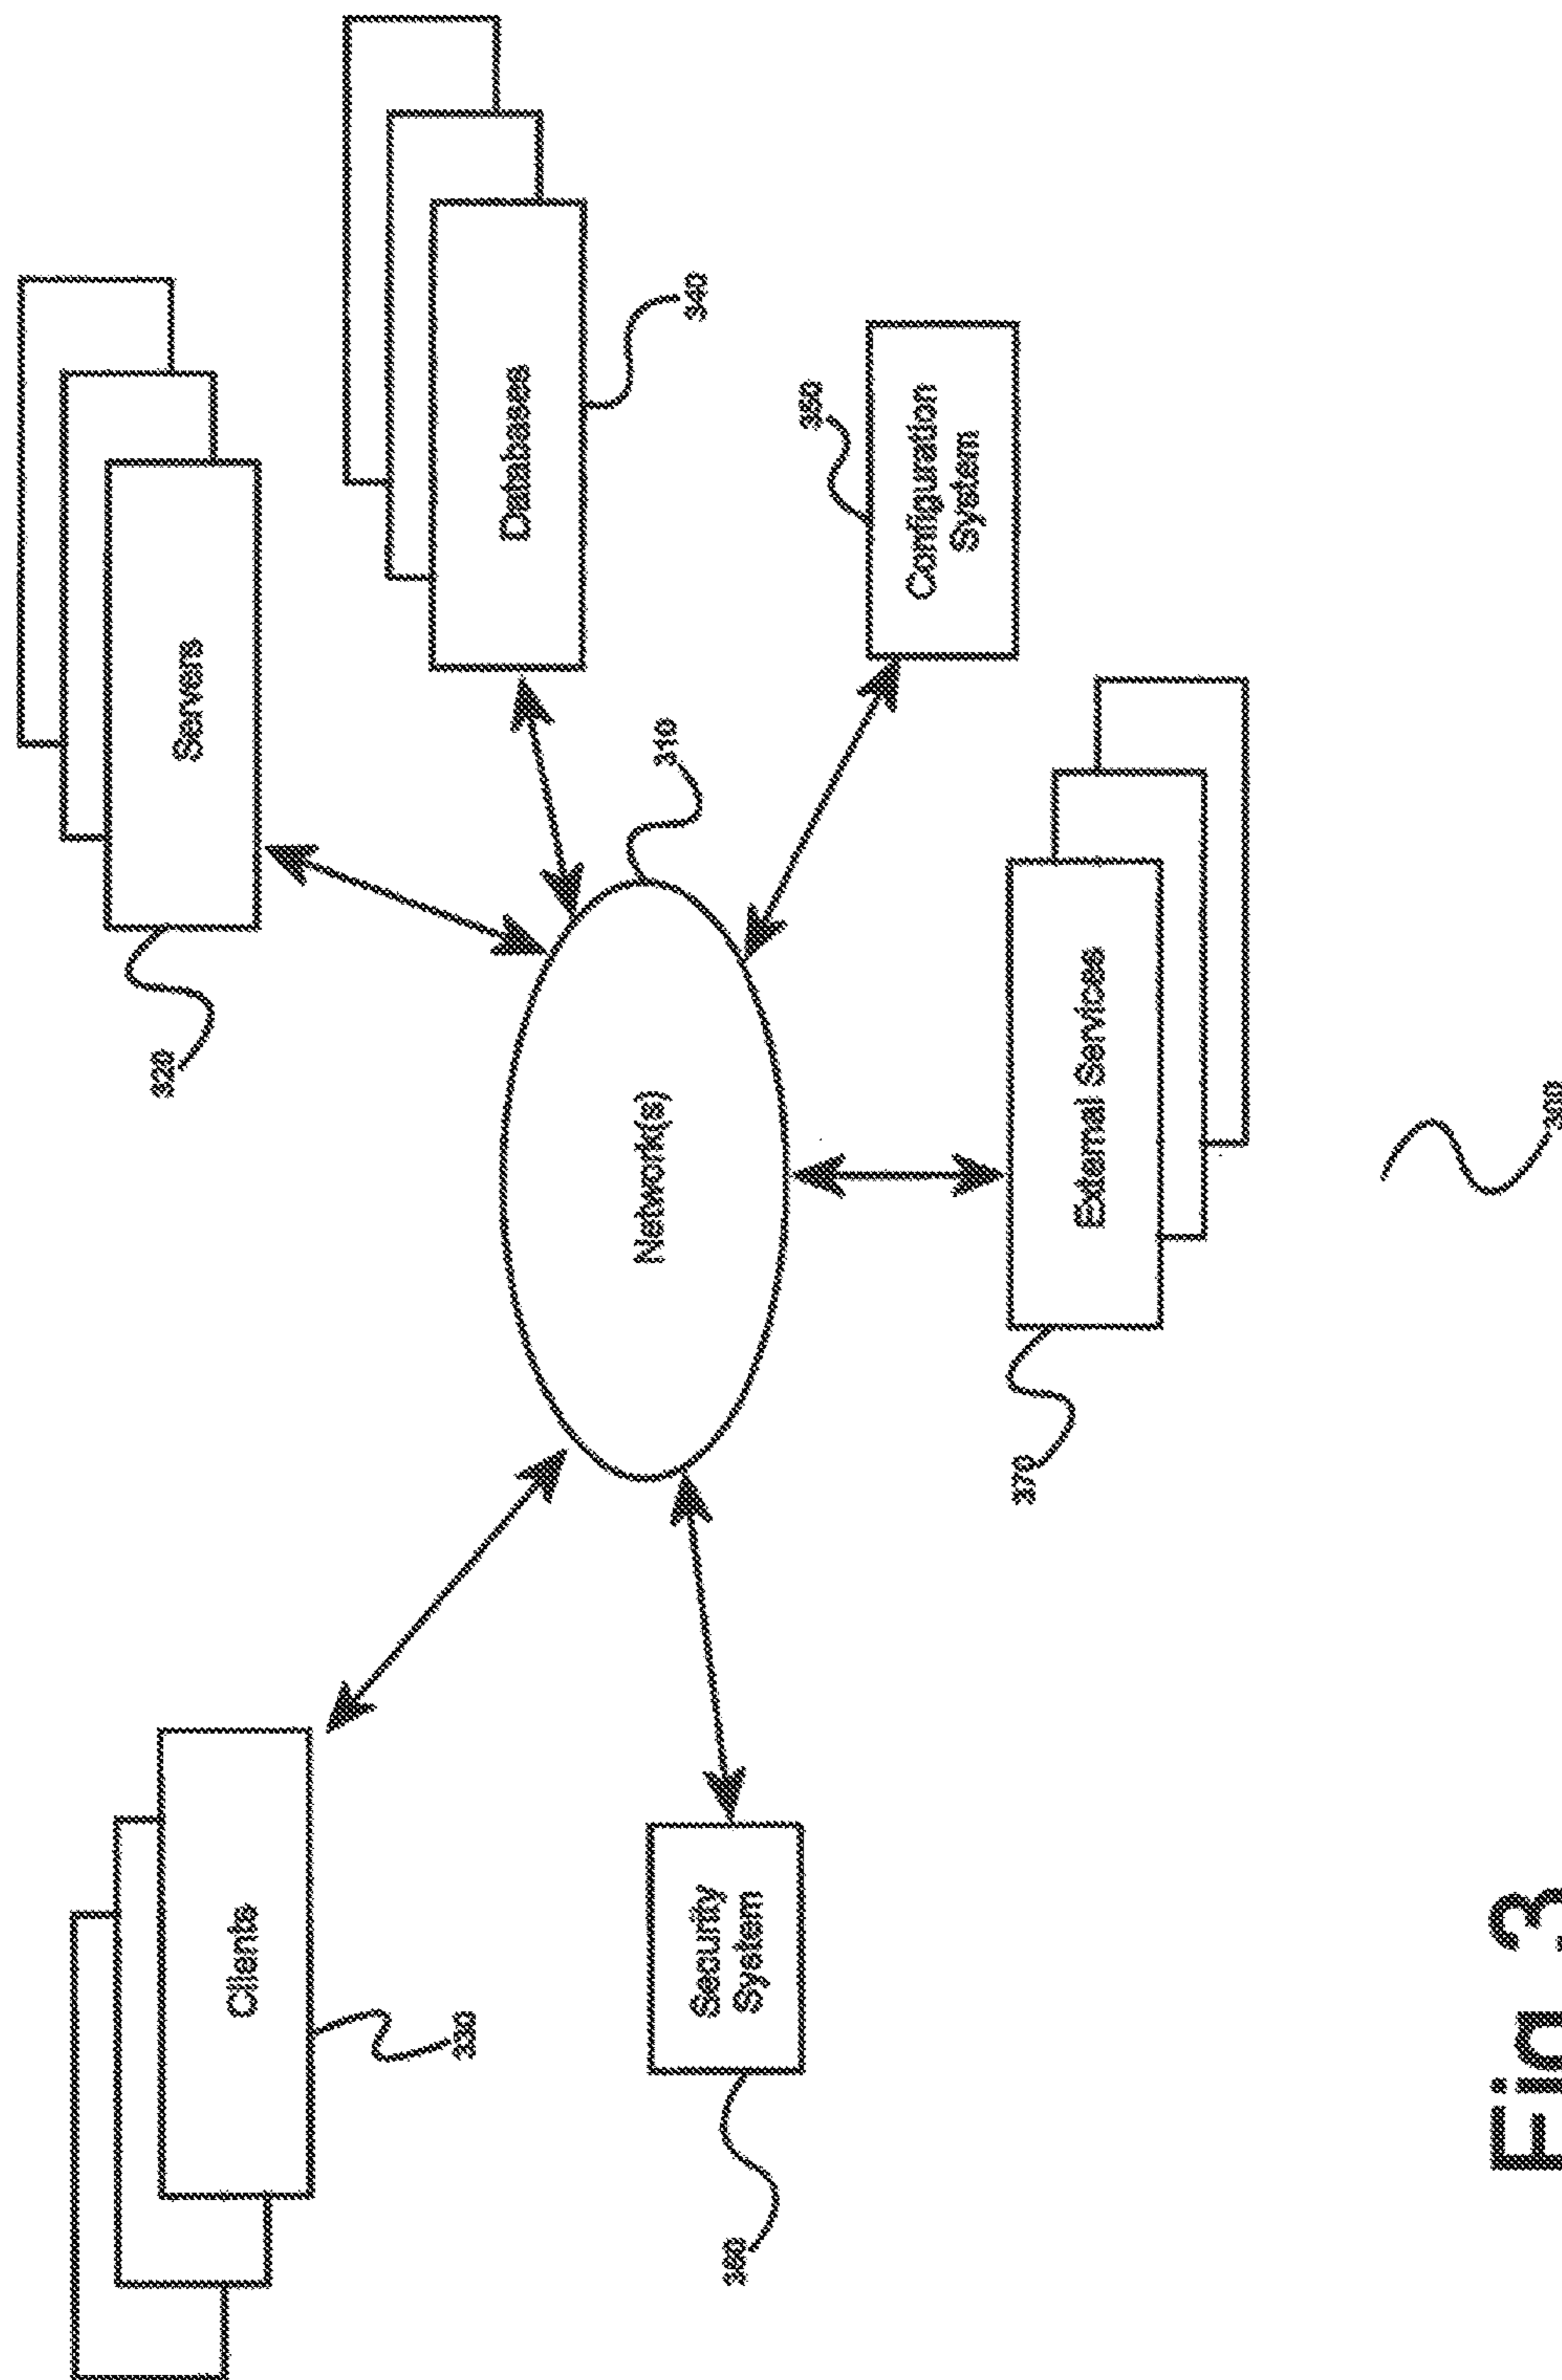 320
Servers
Clients
330
Databases
340
310
Network(s)
Security
System
360
350
Configuration
System
370
External Services
300
Fig. 3